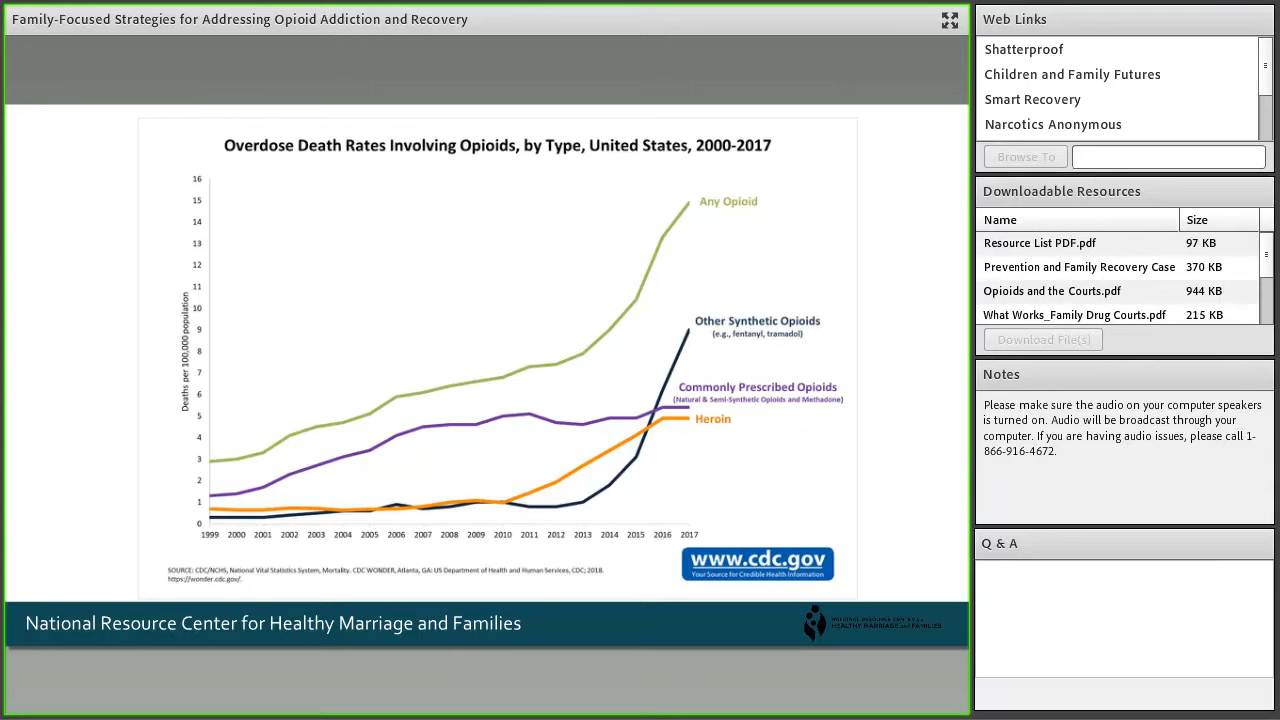 Family-Focused Strategies for Addressing Opioid Addiction and Recovery
Overdose Death Rates Involving Opioids, by Type, United States, 2000-2017
Deaths per 100,000 population
16
15
14
13
12
11
10
9
8
7
6
5
4
3
2
1
0
1999 2000 2001 2002 2003 2004 2005 2006 2007 2008 2009 2010 2011 2012 2013 2014 2015 2016 2017
Any Opioid
Other Synthetic Opioids
(e.g., fentanyl, tramadol)
Commonly Prescribed Opioids
(Natural & Semi-Synthetic Opioids and Methadone)
Heroin
www.cdc.gov
Your Source for Credible Health Information
SOURCE: CDC/NCHS, National Vital Statistics System, Mortality. CDC WONDER, Atlanta, GA: US Department of Health and Human Services, CDC; 2018.
https://wonder.cdc.gov/.
National Resource Center for Healthy Marriage and Families
NATIONAL RESOURCE CENTER for
HEALTHY MARRIAGE and FAMILIES
Web Links
Shatterproof
Children and Family Futures
Smart Recovery
Narcotics Anonymous
Browse To
Downloadable Resources
Name Size
Resource List PDF.pdf 97 KB
Prevention and Family Recovery Case 370 KB
Opioids and the Courts.pdf 944 KB
What Works_Family Drug Courts.pdf 215 KB
Download File(s)
Notes
Please make sure the audio on your computer speakers
is turned on. Audio will be broadcast through your
computer. If you are having audio issues, please call 1-
866-916-4672.
Q & A